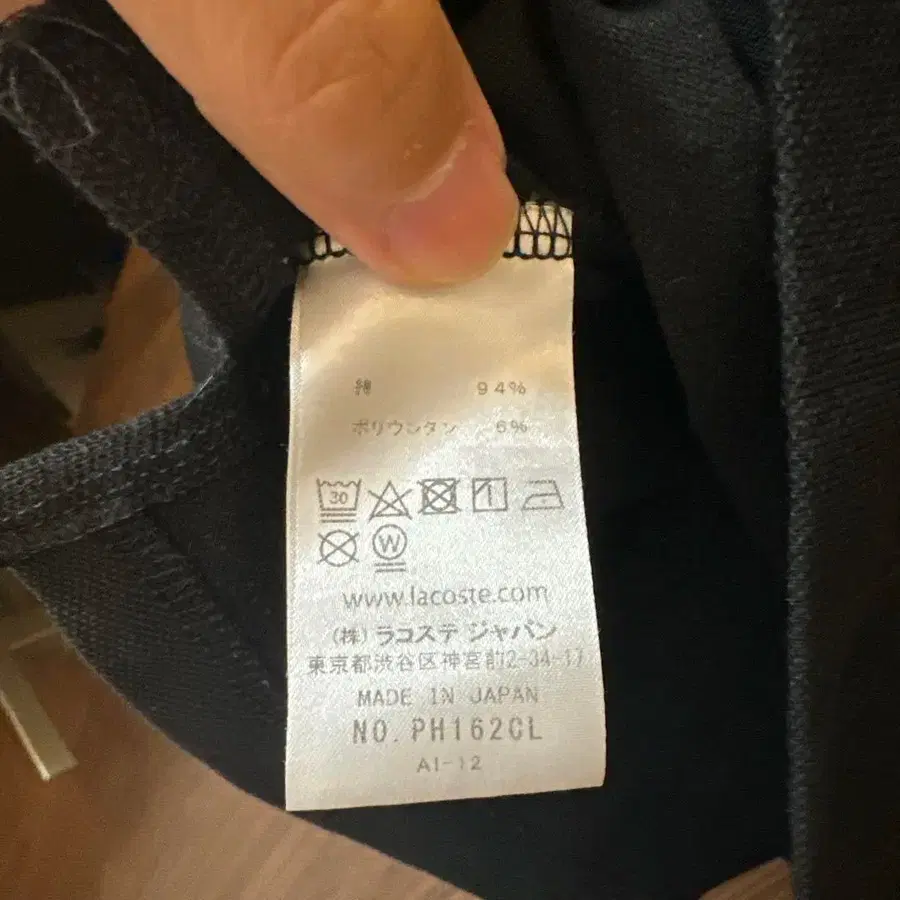 綿 94%
ポリウレタン 6%
30
W
www.lacoste.com
(株) ラコステ ジャパン
東京都渋谷区神宮前2-34-17
MADE IN JAPAN
NO. PH162CL
AI-12